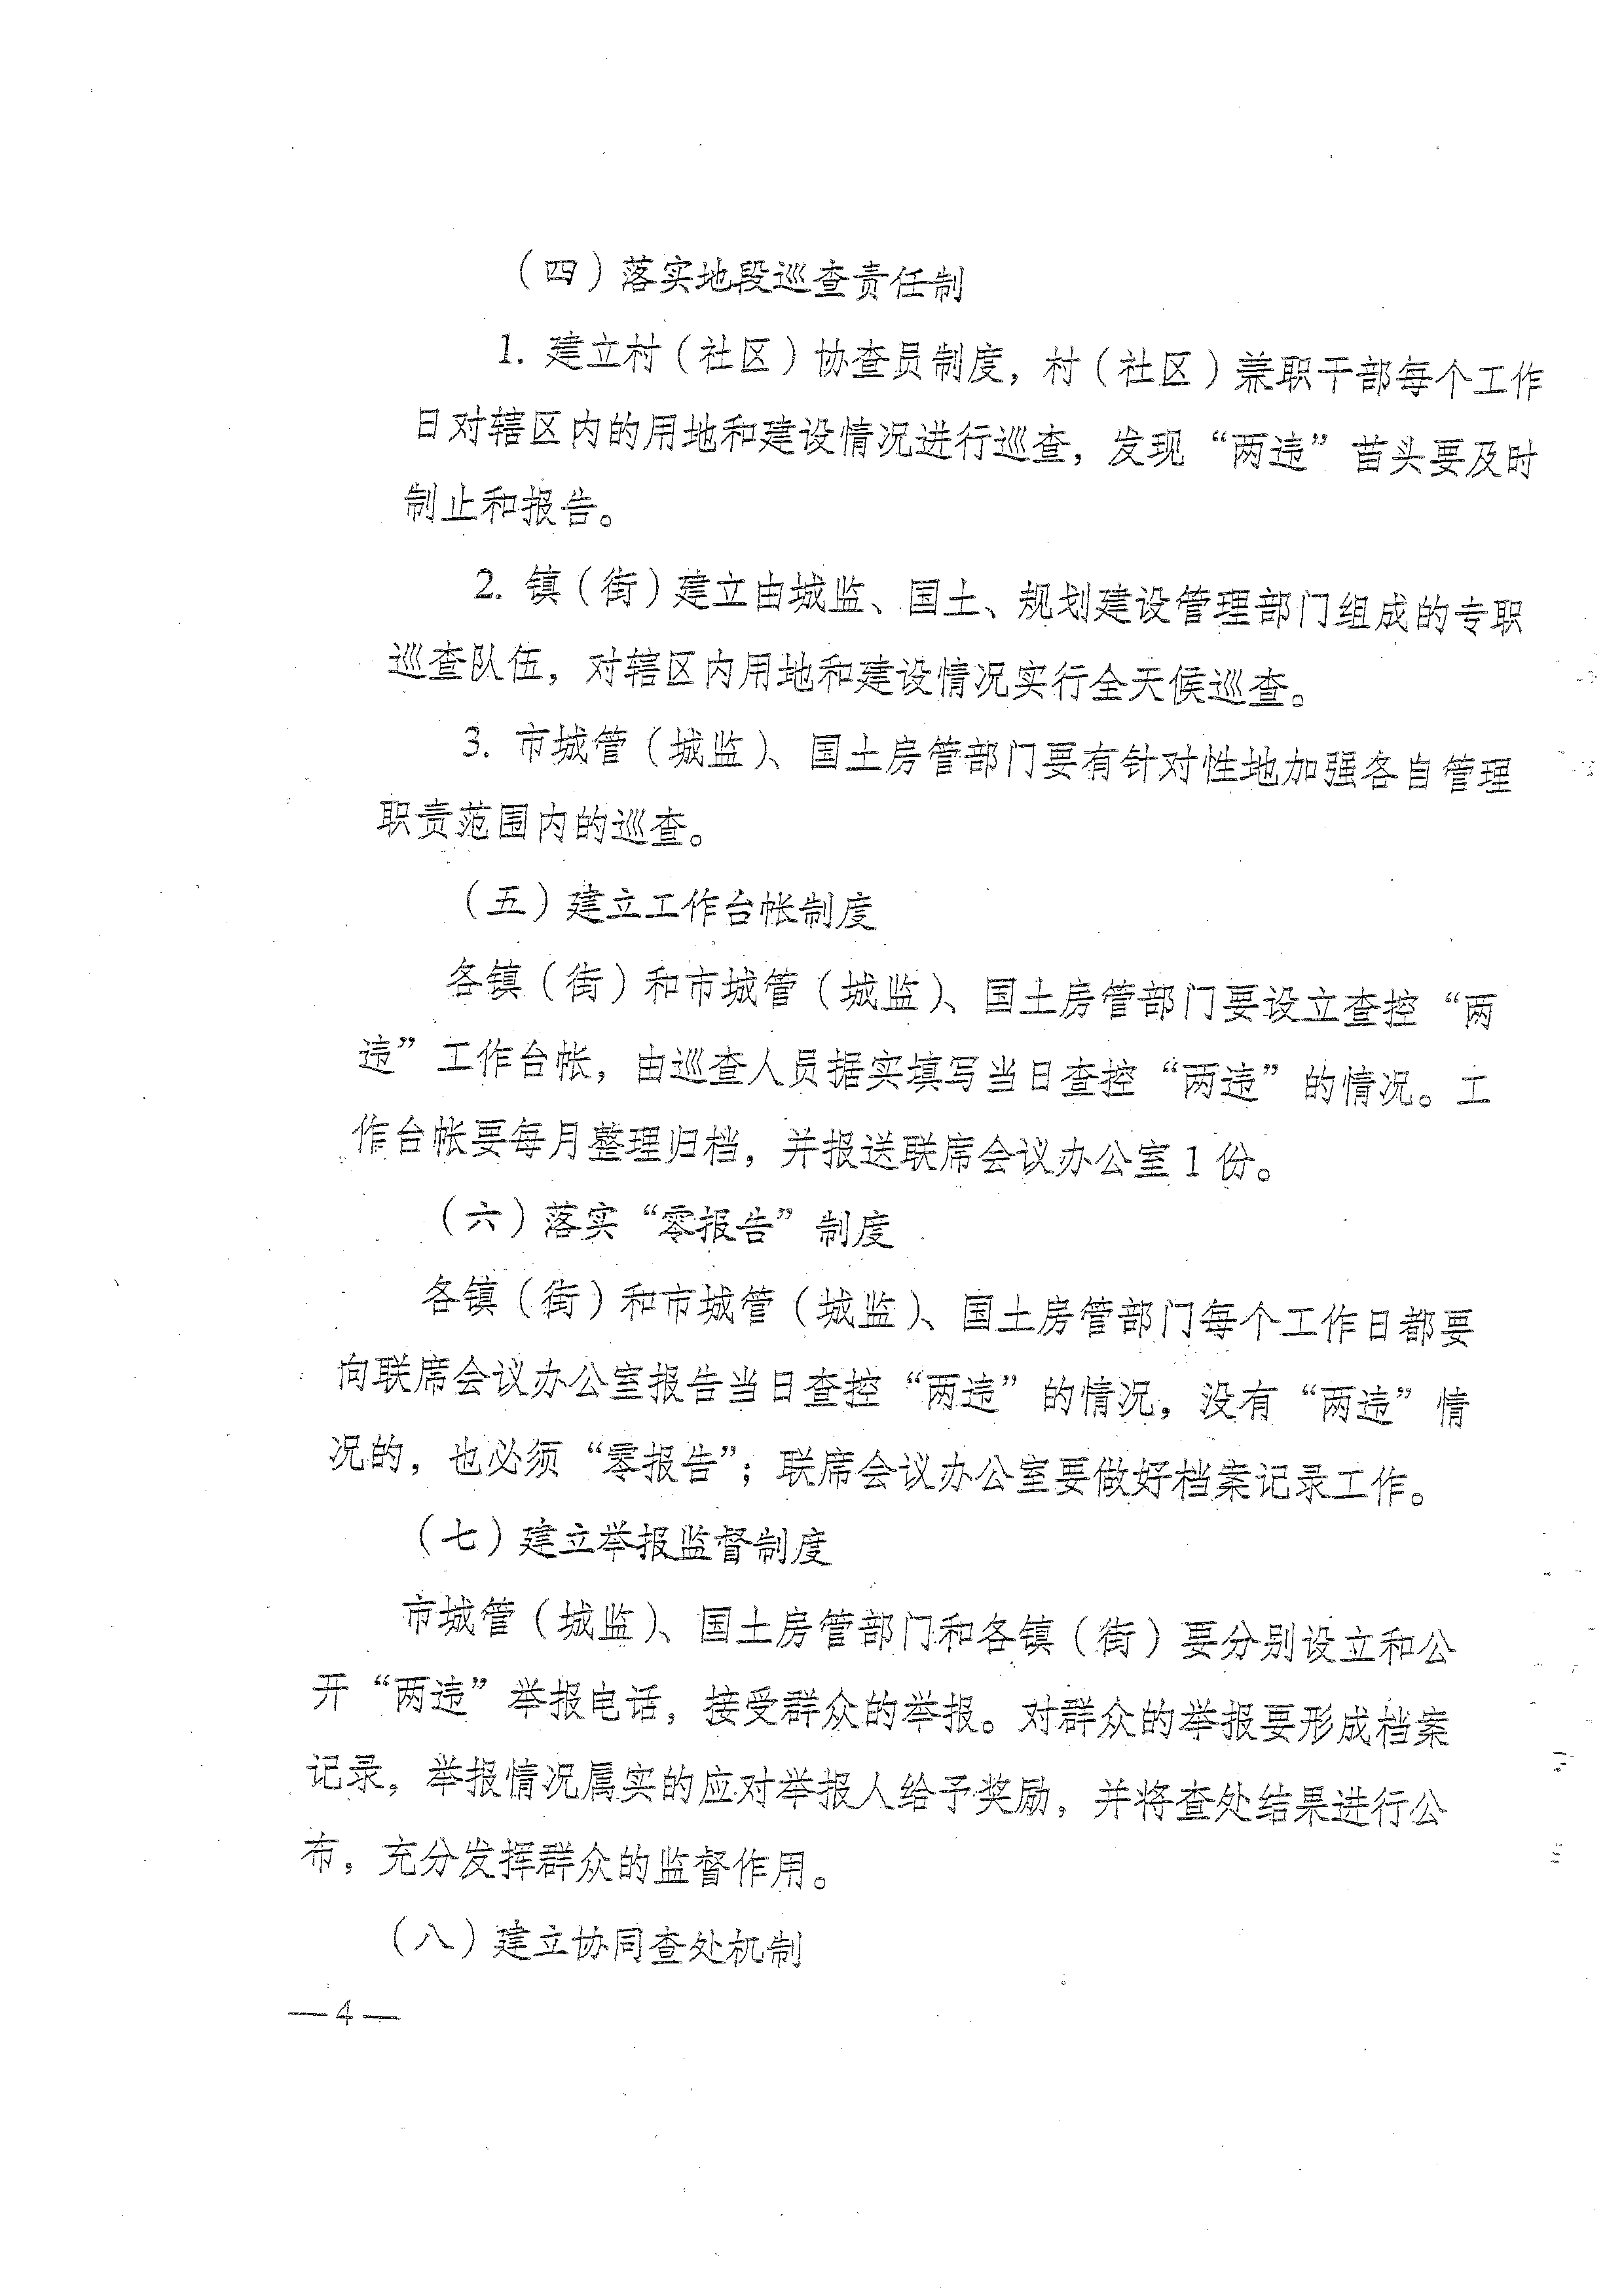 （四）落实地段巡查责任制
1. 建立村（社区）协查员制度，村（社区）兼职干部每个工作
日对辖区内的用地和建设情况进行巡查，发现“两违”苗头要及时
制止和报告。
2. 镇（街）建立由城监、国土、规划建设管理部门组成的专职
巡查队伍，对辖区内用地和建设情况实行全天候巡查。
3. 市城管（城监）、国土房管部门要有针对性地加强各自管理
职责范围内的巡查。
（五）建立工作台帐制度
各镇（街）和市城管（城监）、国土房管部门要设立查控“两
违”工作台帐，由巡查人员据实填写当日查控“两违”的情况。工
作台帐要每月整理归档，并报送联席会议办公室1份。
（六）落实“零报告”制度
各镇（街）和市城管（城监）、国土房管部门每个工作日都要
向联席会议办公室报告当日查控“两违”的情况，没有“两违”情
况的，也必须“零报告”；联席会议办公室要做好档案记录工作。
（七）建立举报监督制度
市城管（城监）、国土房管部门和各镇（街）要分别设立和公
开“两违”举报电话，接受群众的举报。对群众的举报要形成档案
记录，举报情况属实的应对举报人给予奖励，并将查处结果进行公
布，充分发挥群众的监督作用。
（八）建立协同查处机制
—4—